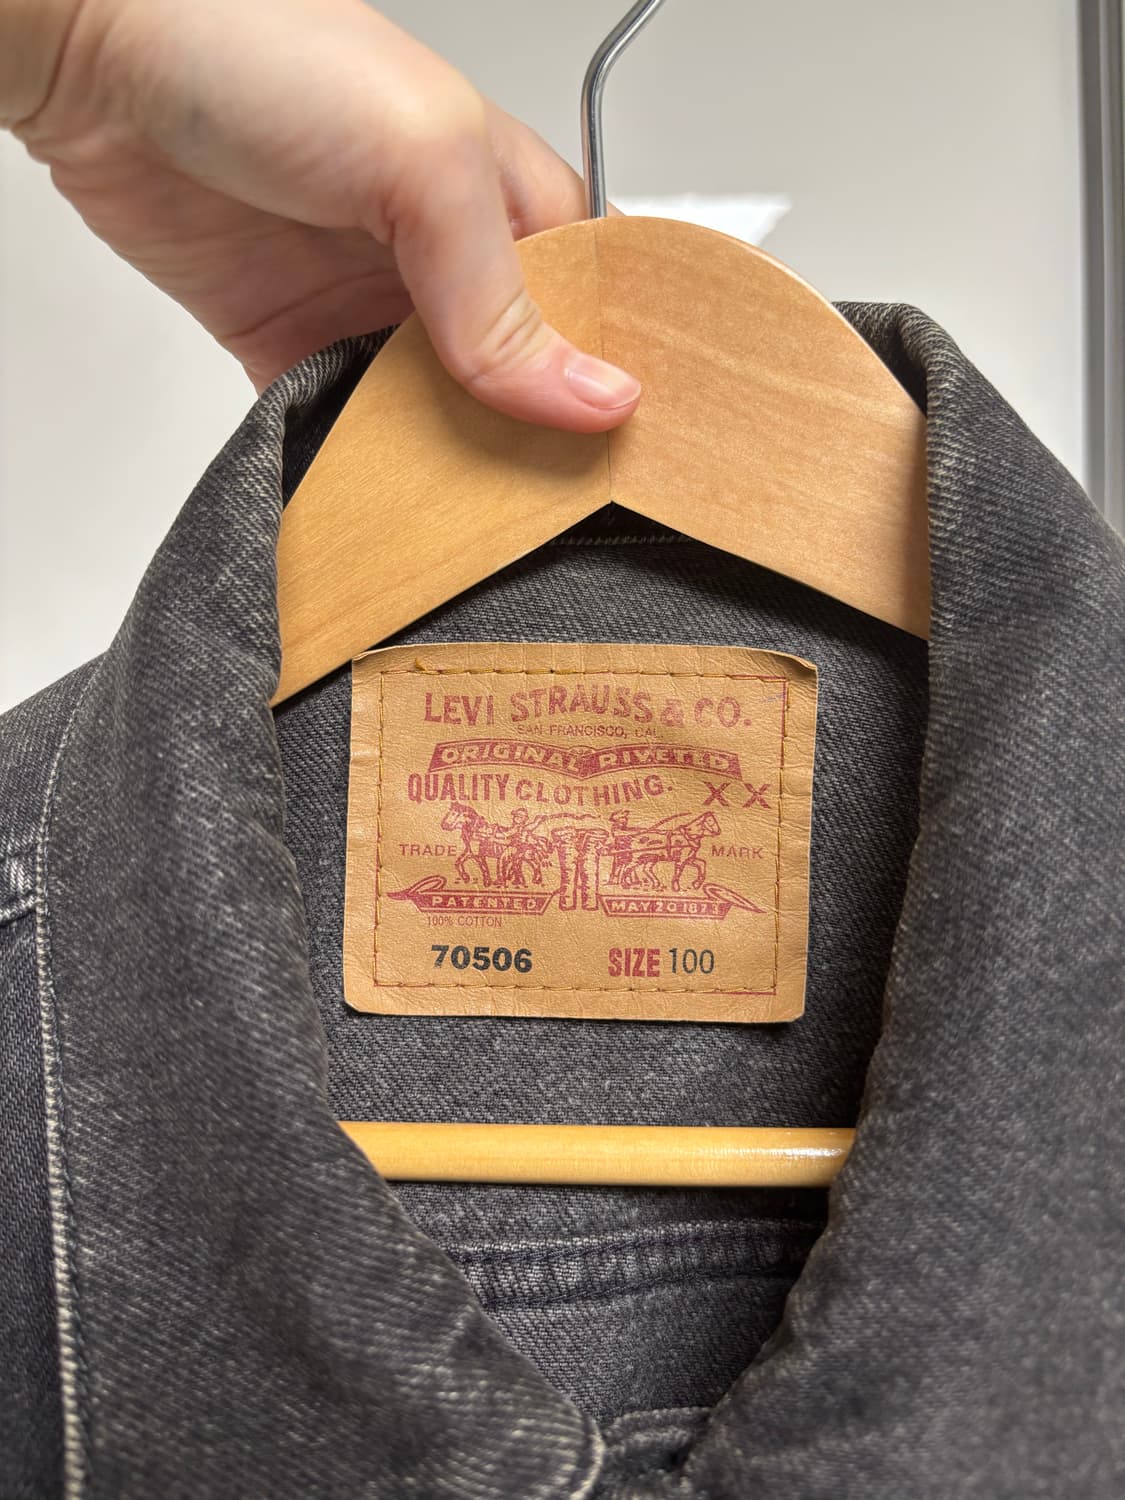 LEVI STRAUSS & CO.
SAN FRANCISCO, CAL.
ORIGINAL RIVETED
QUALITY CLOTHING. XX
TRADE MARK
PATENTED MAY 20 1873
100% COTTON
70506 SIZE 100